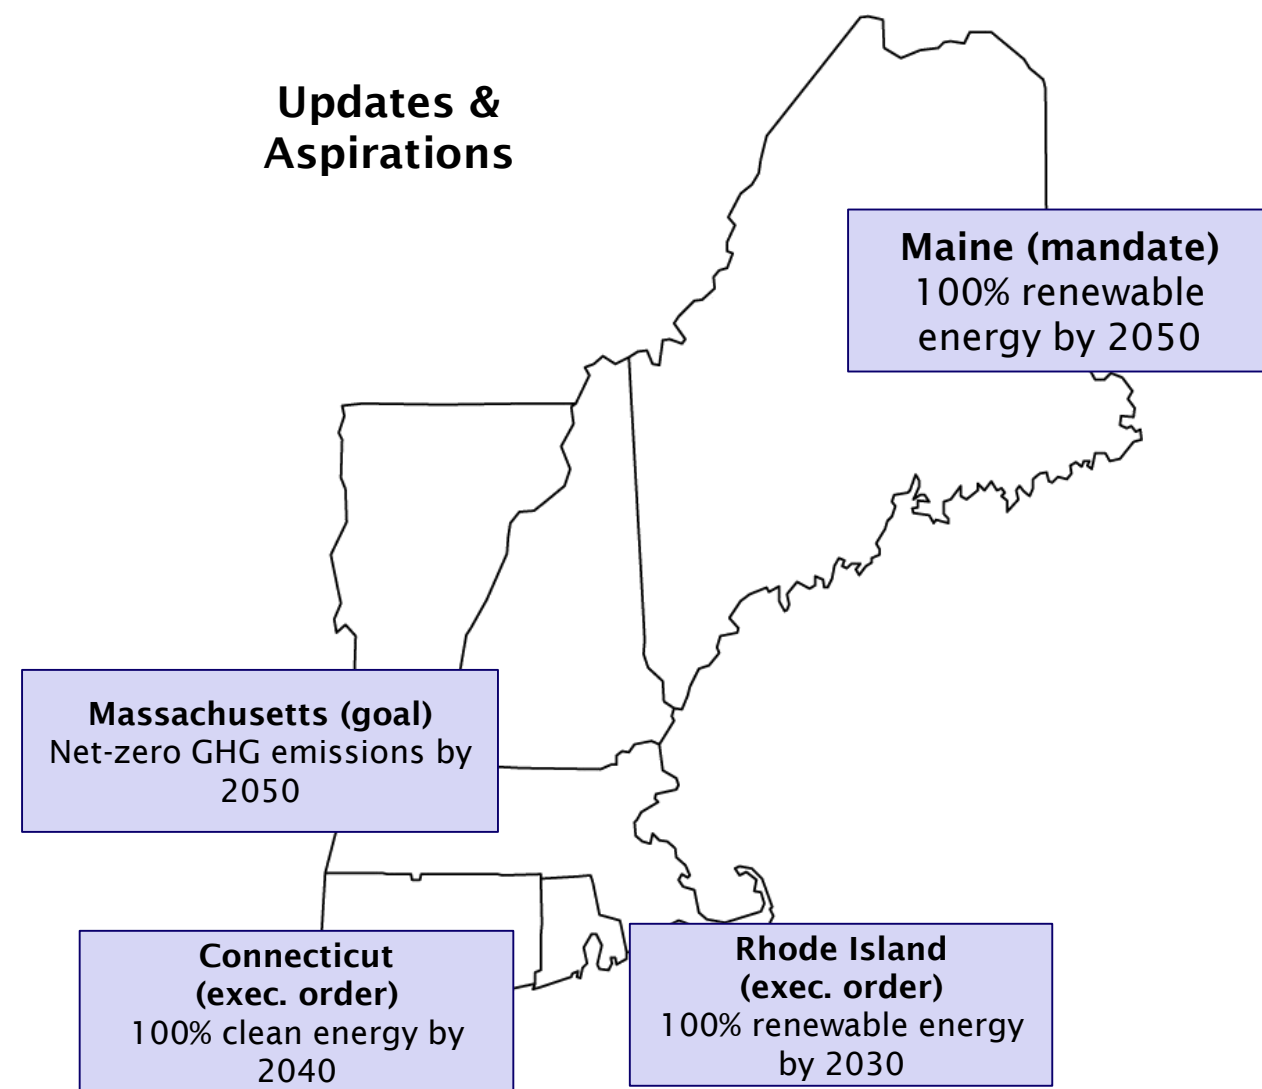 Updates &
Aspirations
Maine (mandate)
100% renewable
energy by 2050
Massachusetts (goal)
Net-zero GHG emissions by
2050
Connecticut
(exec. order)
100% clean energy by
2040
Rhode Island
(exec. order)
100% renewable energy
by 2030